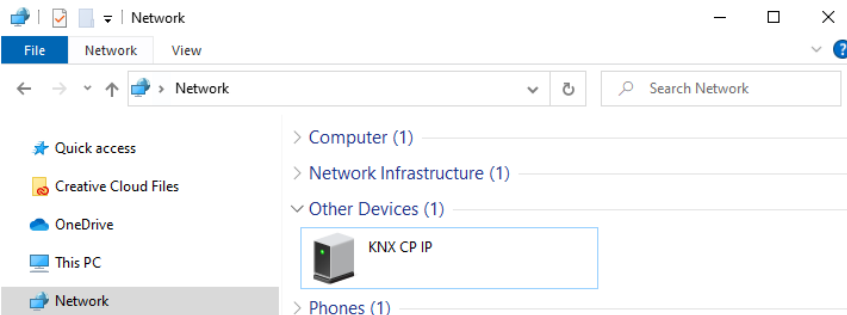 Network
File Network View
Network Search Network
Quick access
Creative Cloud Files
OneDrive
This PC
Network
Computer (1)
Network Infrastructure (1)
Other Devices (1)
KNX CP IP
Phones (1)